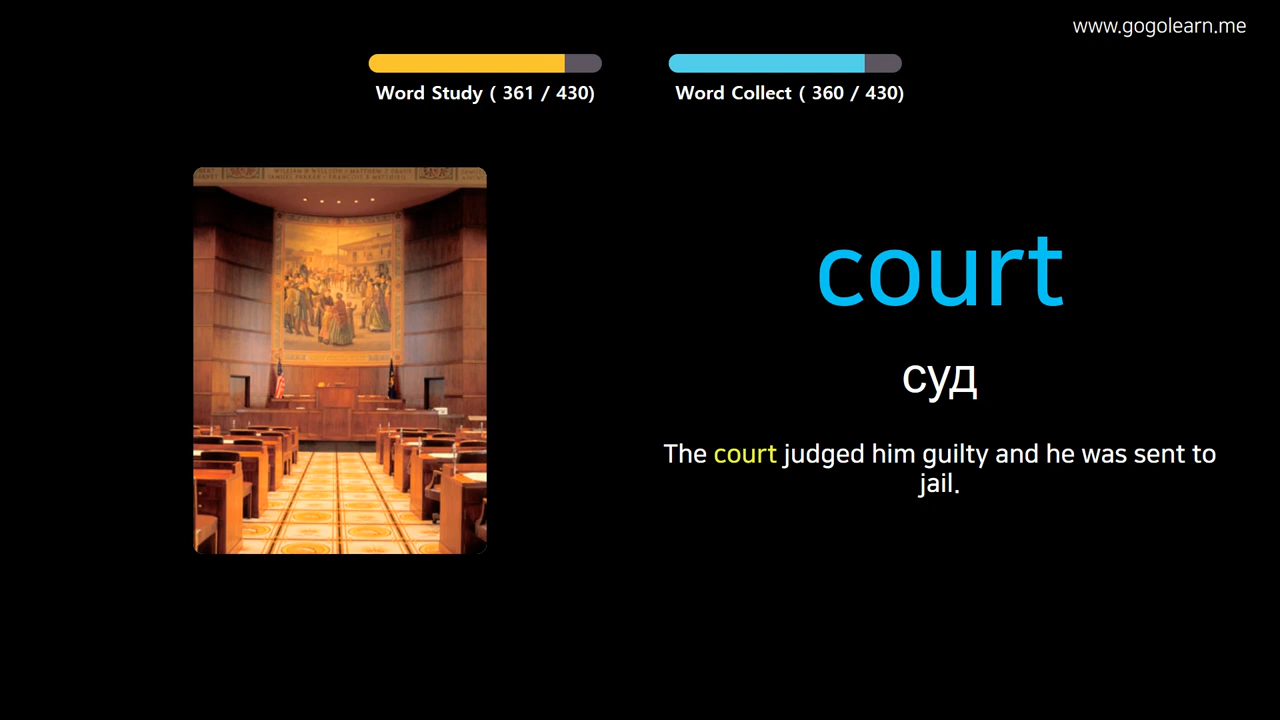 www.gogolearn.me
Word Study ( 361 / 430)
Word Collect ( 360 / 430)
court
суд
The court judged him guilty and he was sent to
jail.